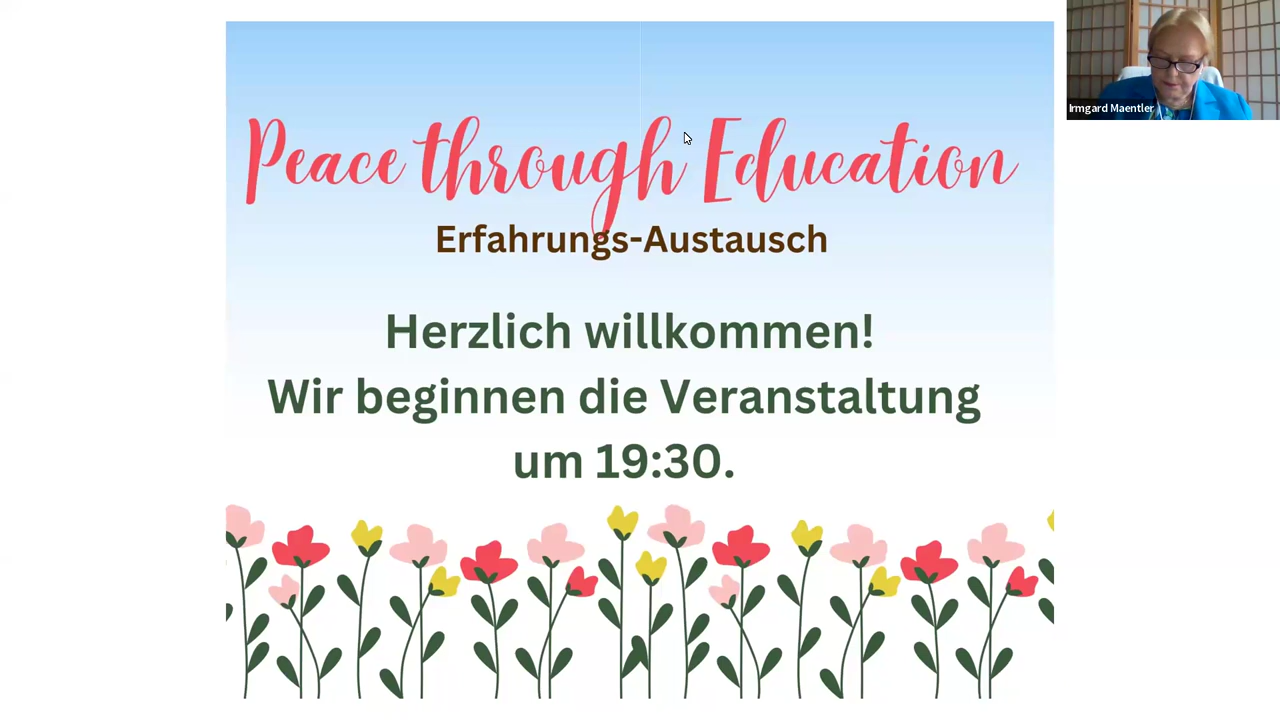 Peace through Education
Erfahrungs-Austausch
Herzlich willkommen!
Wir beginnen die Veranstaltung
um 19:30.
Irmgard Maentler